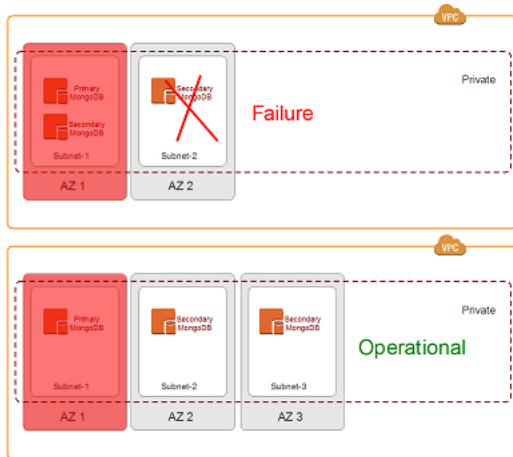 VPC
Private
Primary
MongoDB
Secondary
MongoDB
Subnet-1
AZ 1
Secondary
MongoDB
Subnet-2
AZ 2
Failure
VPC
Private
Primary
MongoDB
Subnet-1
AZ 1
Secondary
MongoDB
Subnet-2
AZ 2
Secondary
MongoDB
Subnet-3
AZ 3
Operational